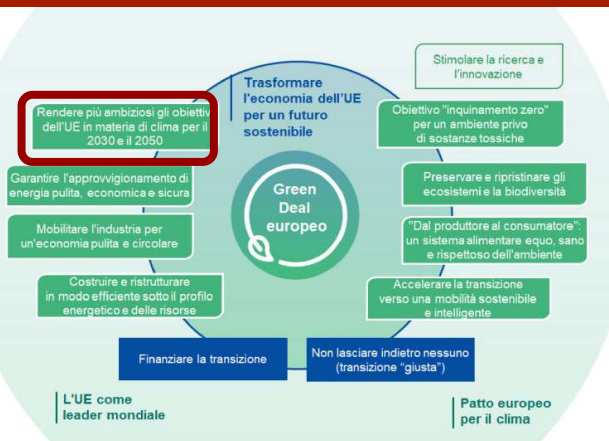 Stimolare la ricerca e
l'innovazione
Trasformare
l'economia dell'UE
per un futuro
sostenibile
Rendere più ambiziosi gli obiettivi
dell'UE in materia di clima per il
2030 e il 2050
Obiettivo "inquinamento zero"
per un ambiente privo
di sostanze tossiche
Garantire l'approvvigionamento di
energia pulita, economica e sicura
Preservare e ripristinare gli
ecosistemi e la biodiversità
Green
Deal
europeo
Mobilitare l'industria per
un'economia pulita e circolare
"Dal produttore al consumatore":
un sistema alimentare equo, sano
e rispettoso dell'ambiente
Costruire e ristrutturare
in modo efficiente sotto il profilo
energetico e delle risorse
Accelerare la transizione
verso una mobilità sostenibile
e intelligente
Finanziare la transizione
Non lasciare indietro nessuno
(transizione "giusta")
L'UE come
leader mondiale
Patto europeo
per il clima